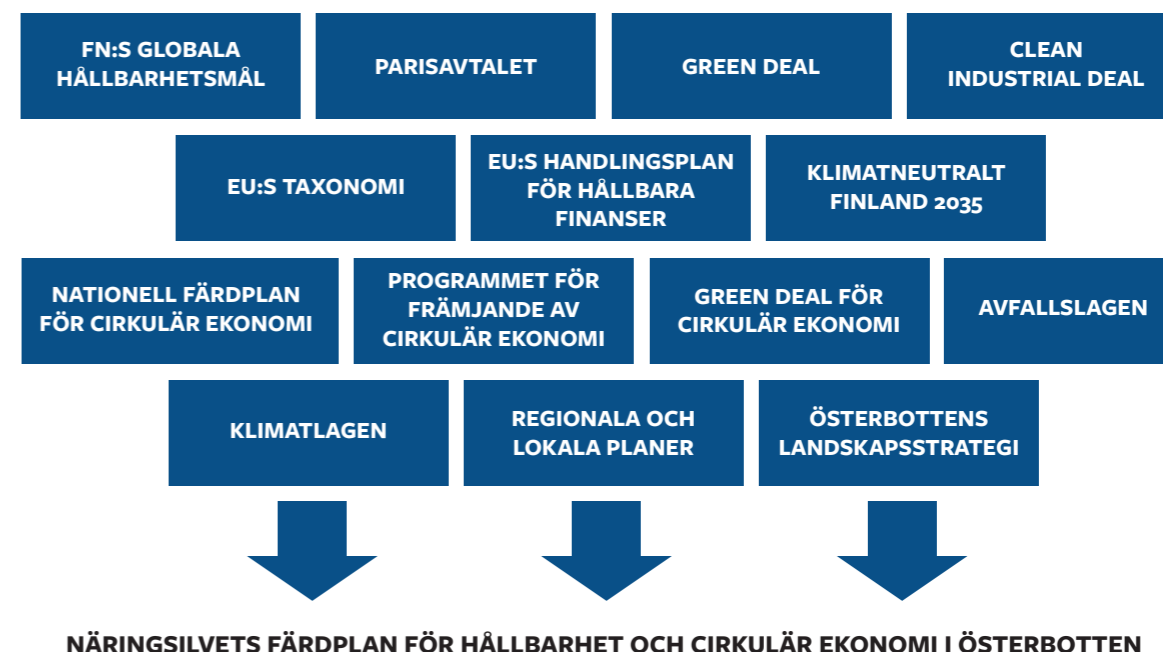 FN:S GLOBALA
HÅLLBARHETSMÅL
PARISAVTALET
GREEN DEAL
CLEAN
INDUSTRIAL DEAL
EU:S TAXONOMI
EU:S HANDLINGSPLAN
FÖR HÅLLBARA
FINANSER
KLIMATNEUTRALT
FINLAND 2035
NATIONELL FÄRDPLAN
FÖR CIRKULÄR EKONOMI
PROGRAMMET FÖR
FRÄMJANDE AV
CIRKULÄR EKONOMI
GREEN DEAL FÖR
CIRKULÄR EKONOMI
AVFALLSLAGEN
KLIMATLAGEN
REGIONALA OCH
LOKALA PLANER
ÖSTERBOTTENS
LANDSKAPSSTRATEGI
NÄRINGSILVETS FÄRDPLAN FÖR HÅLLBARHET OCH CIRKULÄR EKONOMI I ÖSTERBOTTEN